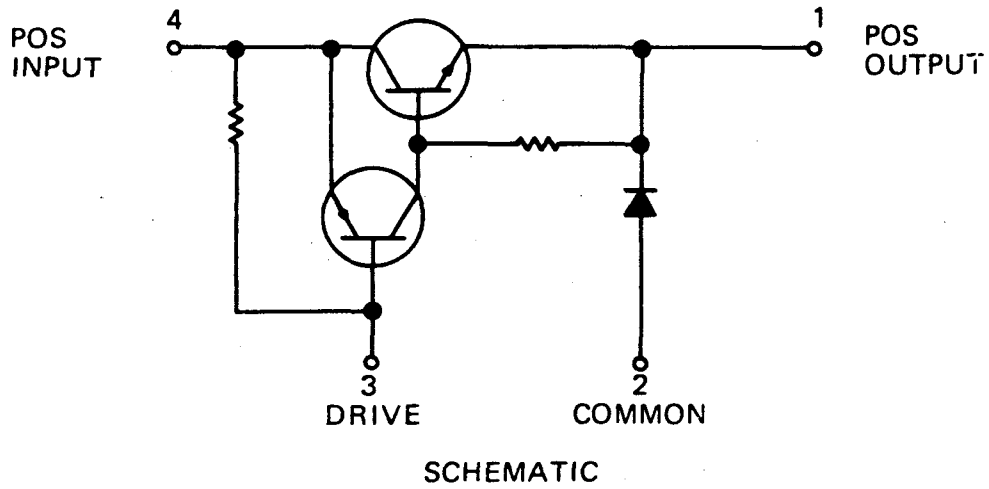 4
1
POS
INPUT
POS
OUTPUT
3
DRIVE
2
COMMON
SCHEMATIC